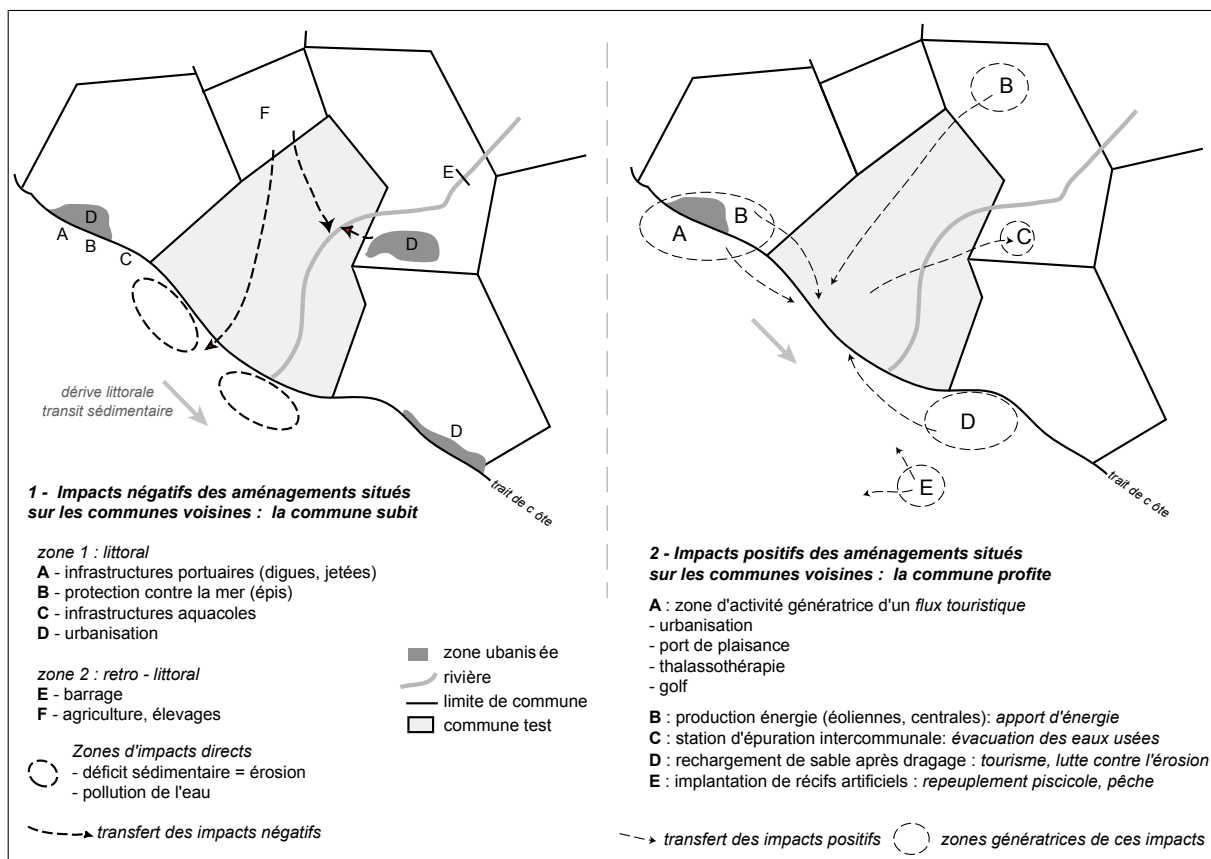 F
E
D
A
B
C
D
dérive littorale
transit sédimentaire
D
trait de c ôte
1 - Impacts négatifs des aménagements situés
sur les communes voisines : la commune subit
zone 1 : littoral
A - infrastructures portuaires (digues, jetées)
B - protection contre la mer (épis)
C - infrastructures aquacoles
D - urbanisation
zone 2 : retro - littoral
E - barrage
F - agriculture, élevages
Zones d'impacts directs
- déficit sédimentaire = érosion
- pollution de l'eau
transfert des impacts négatifs
zone ubanis ée
rivière
limite de commune
commune test
B
B
A
C
D
E
trait de c ôte
2 - Impacts positifs des aménagements situés
sur les communes voisines : la commune profite
A : zone d'activité génératrice d'un flux touristique
- urbanisation
- port de plaisance
- thalassothérapie
- golf
B : production énergie (éoliennes, centrales): apport d'énergie
C : station d'épuration intercommunale: évacuation des eaux usées
D : rechargement de sable après dragage : tourisme, lutte contre l'érosion
E : implantation de récifs artificiels : repeuplement piscicole, pêche
transfert des impacts positifs
zones génératrices de ces impacts